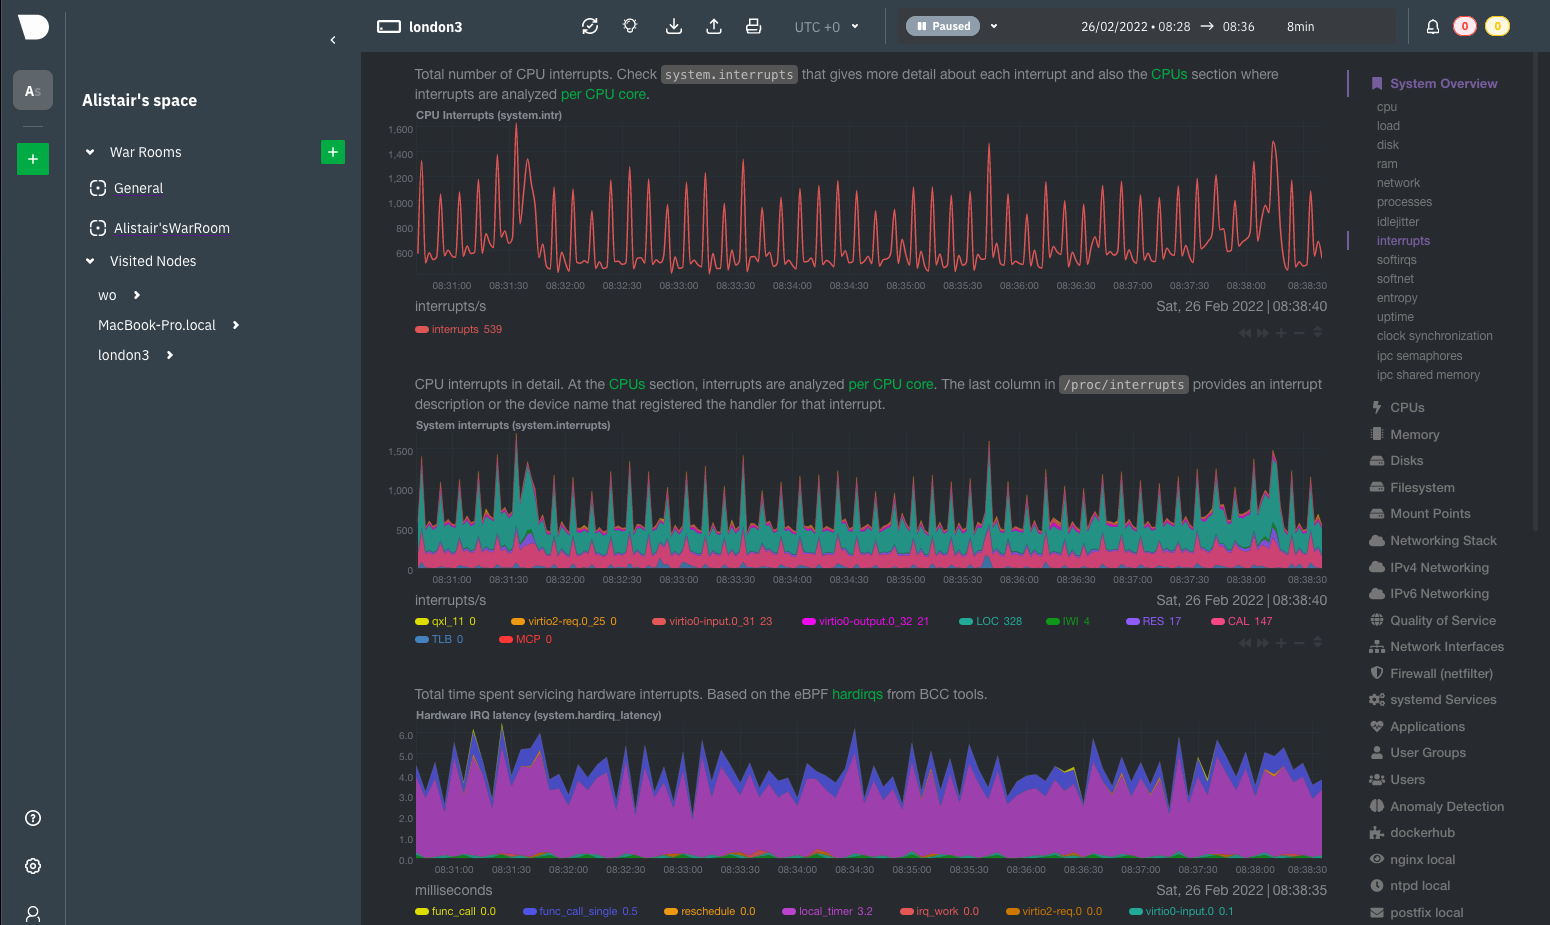 london3
UTC +0
Paused
26/02/2022 • 08:28 → 08:36
8min
0
0
As
Alistair's space
War Rooms
+
+
General
Alistair'sWarRoom
Visited Nodes
wo
MacBook-Pro.local
london3
Total number of CPU interrupts. Check system.interrupts that gives more detail about each interrupt and also the CPUs section where
interrupts are analyzed per CPU core.
CPU Interrupts (system.intr)
1,600
1,400
1,200
1,000
800
600
08:31:00 08:31:30 08:32:00 08:32:30 08:33:00 08:33:30 08:34:00 08:34:30 08:35:00 08:35:30 08:36:00 08:36:30 08:37:00 08:37:30 08:38:00 08:38:30
interrupts/s
Sat, 26 Feb 2022 | 08:38:40
interrupts 539
CPU interrupts in detail. At the CPUs section, interrupts are analyzed per CPU core. The last column in /proc/interrupts provides an interrupt
description or the device name that registered the handler for that interrupt.
System interrupts (system.interrupts)
1,500
1,000
500
0
08:31:00 08:31:30 08:32:00 08:32:30 08:33:00 08:33:30 08:34:00 08:34:30 08:35:00 08:35:30 08:36:00 08:36:30 08:37:00 08:37:30 08:38:00 08:38:30
interrupts/s
Sat, 26 Feb 2022 | 08:38:40
qxl_11 0 virtio2-req.0_25 0 virtio0-input.0_31 23 virtio0-output.0_32 21 LOC 328 IWI 4 RES 17 CAL 147
TLB 0 MCP 0
Total time spent servicing hardware interrupts. Based on the eBPF hardirqs from BCC tools.
Hardware IRQ latency (system.hardirq_latency)
6.0
5.0
4.0
3.0
2.0
1.0
0.0
08:31:00 08:31:30 08:32:00 08:32:30 08:33:00 08:33:30 08:34:00 08:34:30 08:35:00 08:35:30 08:36:00 08:36:30 08:37:00 08:37:30 08:38:00 08:38:30
milliseconds
Sat, 26 Feb 2022 | 08:38:35
func_call 0.0 func_call_single 0.5 reschedule 0.0 local_timer 3.2 irq_work 0.0 virtio2-req.0 0.0 virtio0-input.0 0.1
System Overview
cpu
load
disk
ram
network
processes
idlejitter
interrupts
softirqs
softnet
entropy
uptime
clock synchronization
ipc semaphores
ipc shared memory
CPUs
Memory
Disks
Filesystem
Mount Points
Networking Stack
IPv4 Networking
IPv6 Networking
Quality of Service
Network Interfaces
Firewall (netfilter)
systemd Services
Applications
User Groups
Users
Anomaly Detection
dockerhub
nginx local
ntpd local
postfix local